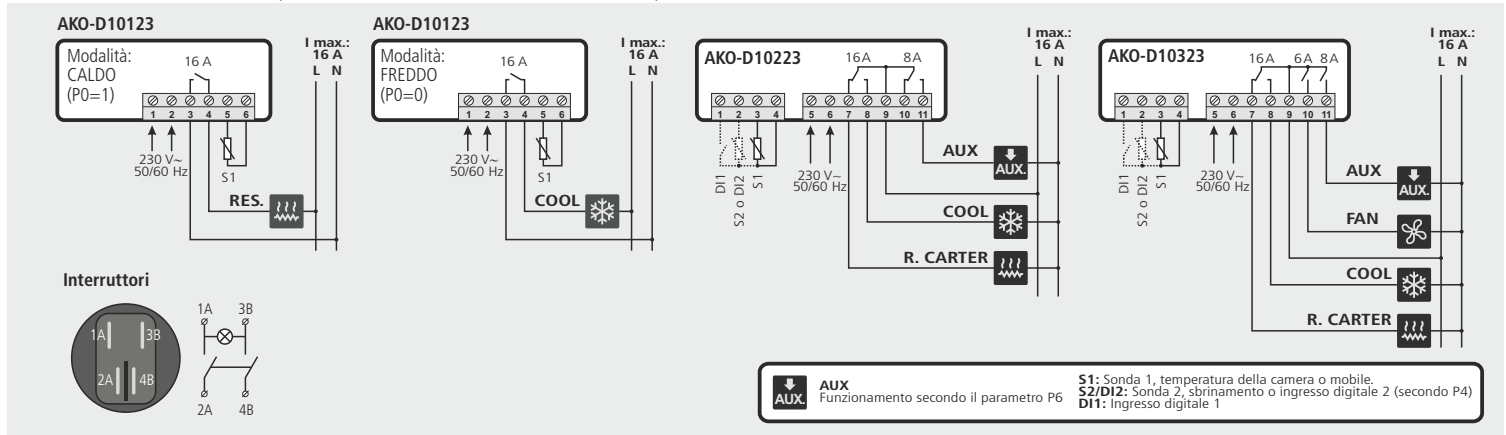 AKO-D10123
Modalità:
CALDO
(P0=1)
16 A
1 2 3 4 5 6
230 V~
50/60 Hz
S1
RES.
I max.:
16 A
L N
AKO-D10123
Modalità:
FREDDO
(P0=0)
16 A
1 2 3 4 5 6
230 V~
50/60 Hz
S1
COOL
I max.:
16 A
L N
AKO-D10223
16A 8A
1 2 3 4 5 6 7 8 9 10 11
DI1
S2 o DI2
S1
230 V~
50/60 Hz
AUX
AUX.
COOL
R. CARTER
I max.:
16 A
L N
AKO-D10323
16A 6A 8A
1 2 3 4 5 6 7 8 9 10 11
DI1
S2 o DI2
S1
230 V~
50/60 Hz
AUX
AUX.
FAN
COOL
R. CARTER
I max.:
16 A
L N
Interruttori
1A 3B
2A 4B
1A 3B
2A 4B
AUX.
AUX
Funzionamento secondo il parametro P6
S1: Sonda 1, temperatura della camera o mobile.
S2/DI2: Sonda 2, sbrinamento o ingresso digitale 2 (secondo P4)
DI1: Ingresso digitale 1